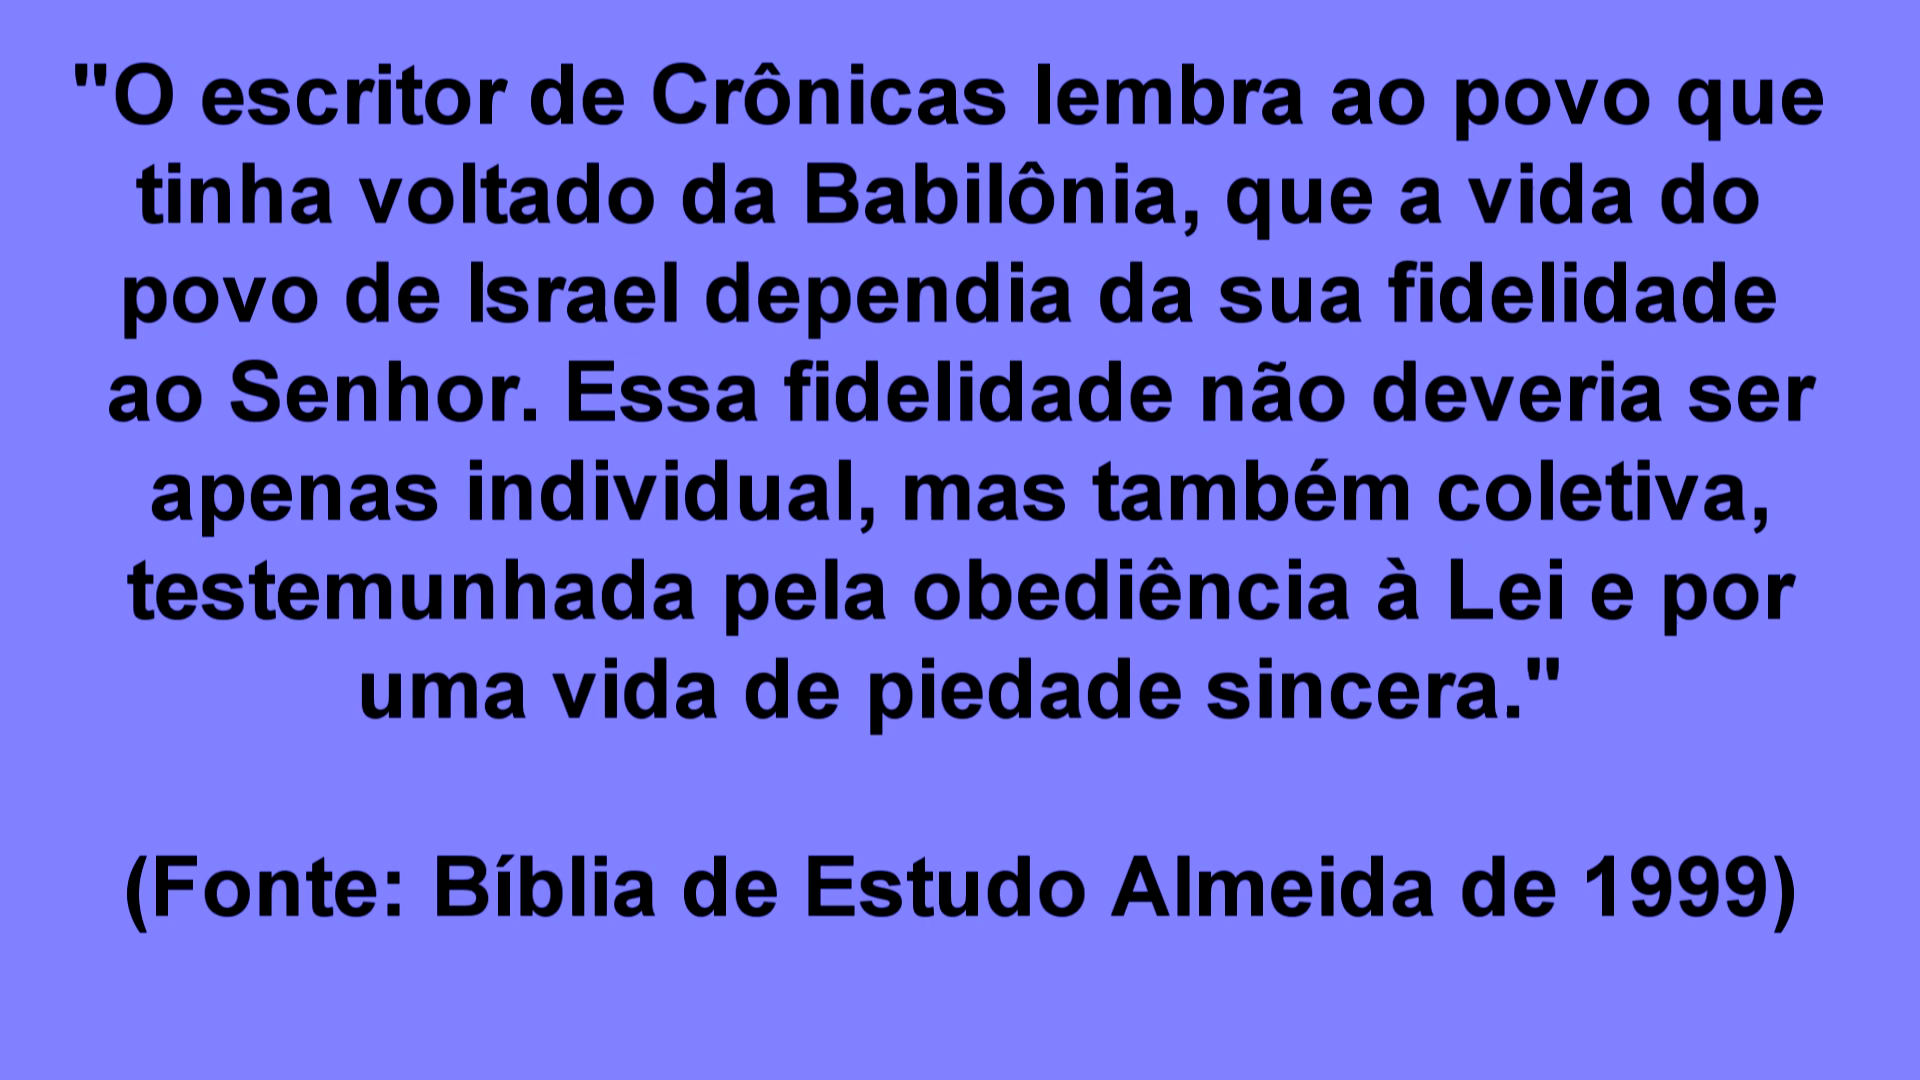 "O escritor de Crônicas lembra ao povo que
tinha voltado da Babilônia, que a vida do
povo de Israel dependia da sua fidelidade
ao Senhor. Essa fidelidade não deveria ser
apenas individual, mas também coletiva,
testemunhada pela obediência à Lei e por
uma vida de piedade sincera."
(Fonte: Bíblia de Estudo Almeida de 1999)